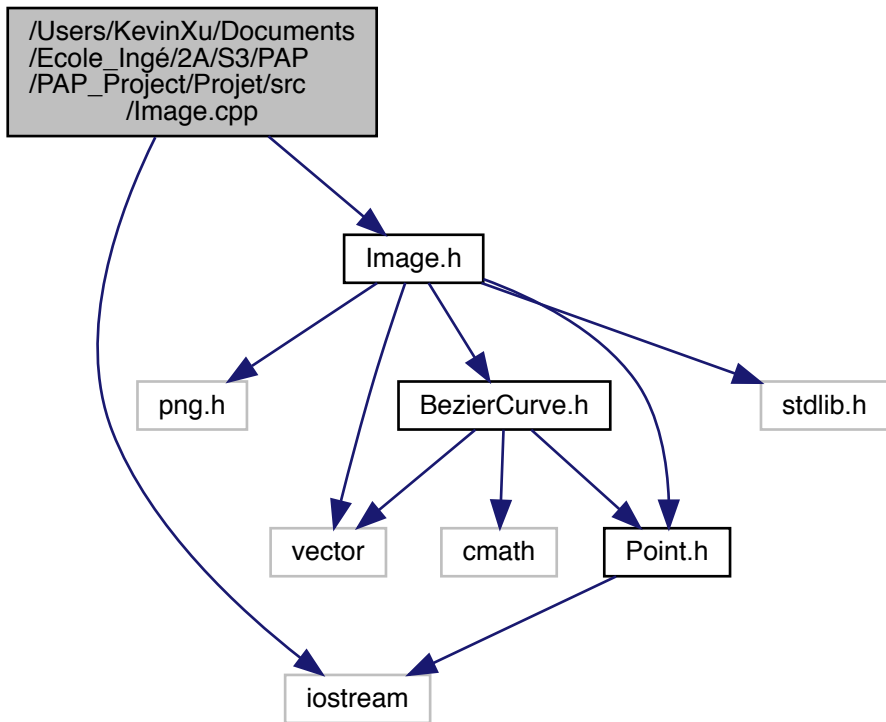 /Users/KevinXu/Documents
/Ecole_Ingé/2A/S3/PAP
/PAP_Project/Projet/src
/Image.cpp
Image.h
png.h
BezierCurve.h
stdlib.h
vector
cmath
Point.h
iostream